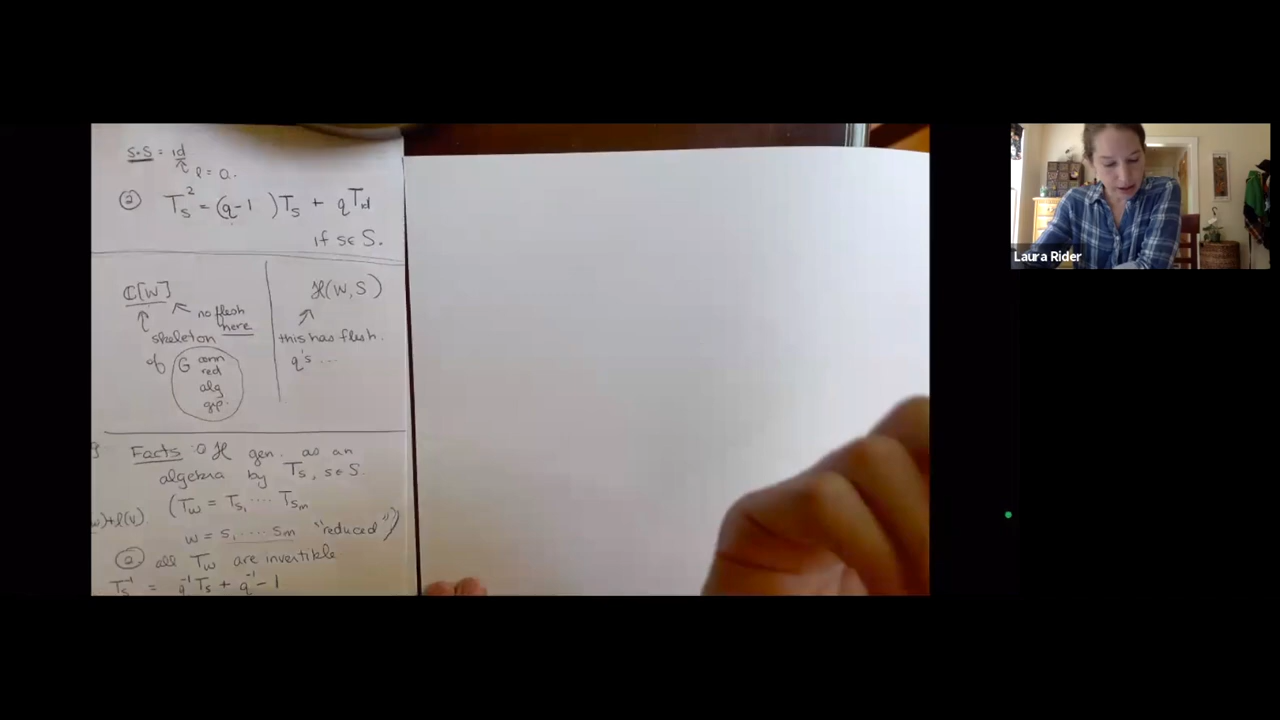 s·s = id
ℓ = 0.
② T_s² = (q-1 )T_s + qT_id
if s∈S.
ℂ[W]
no flesh
here
skeleton
of G conn
red
alg
gp.
ℋ(W,S)
this has flesh.
q's ...
Facts : ① ℋ gen. as an
algebra by T_s, s∈S.
(T_w = T_s₁ ···· T_sₘ
w)+ℓ(v)
w = s₁ ···· sₘ "reduced")
② all T_w are invertible
T_s⁻¹ = q⁻¹T_s + q⁻¹-1
Laura Rider